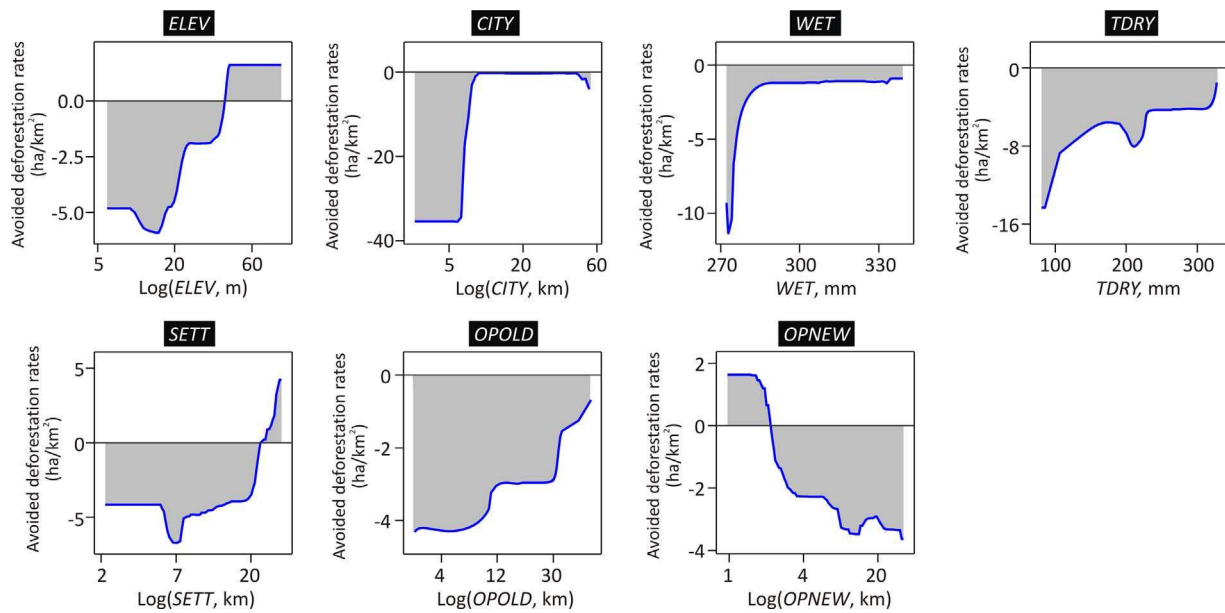 ELEV
Avoided deforestation rates
(ha/km²)
0.0
-2.5
-5.0
5 20 60
Log(ELEV, m)
CITY
Avoided deforestation rates
(ha/km²)
0
-20
-40
5 20 60
Log(CITY, km)
WET
Avoided deforestation rates
(ha/km²)
0
-5
-10
270 300 330
WET, mm
TDRY
Avoided deforestation rates
(ha/km²)
0
-8
-16
100 200 300
TDRY, mm
SETT
Avoided deforestation rates
(ha/km²)
5
0
-5
2 7 20
Log(SETT, km)
OPOLD
Avoided deforestation rates
(ha/km²)
0
-2
-4
4 12 30
Log(OPOLD, km)
OPNEW
Avoided deforestation rates
(ha/km²)
2
0
-2
-4
1 4 20
Log(OPNEW, km)